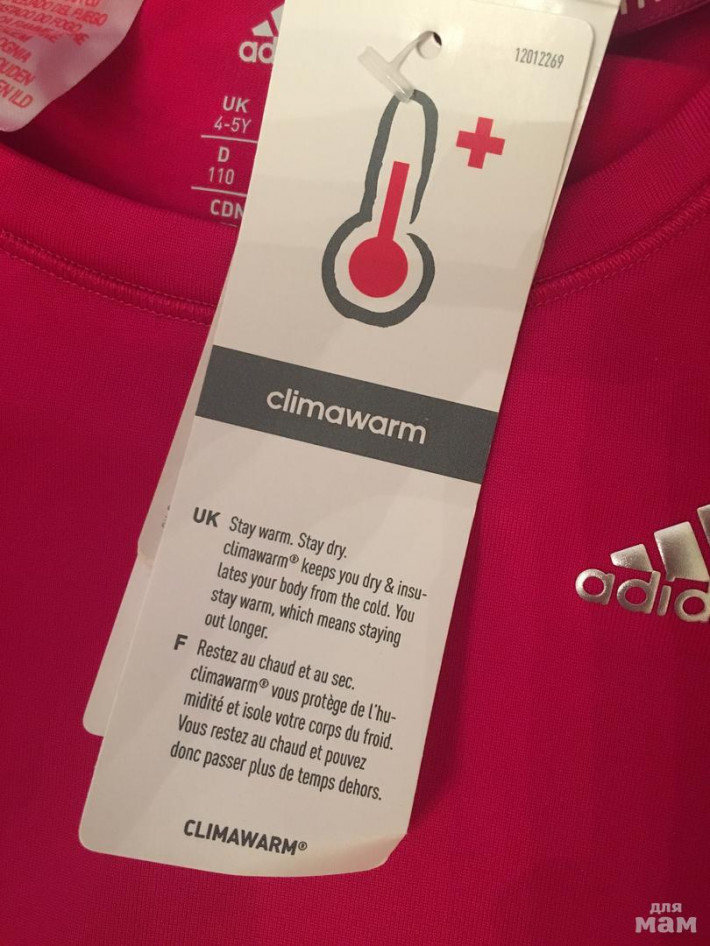 12012269
adi
UK
4-5Y
D
110
CDN
climawarm
UK Stay warm. Stay dry.
climawarm® keeps you dry & insu-
lates your body from the cold. You
stay warm, which means staying
out longer.
F Restez au chaud et au sec.
climawarm® vous protège de l'hu-
midité et isole votre corps du froid.
Vous restez au chaud et pouvez
donc passer plus de temps dehors.
CLIMAWARM®
adid
для
мам